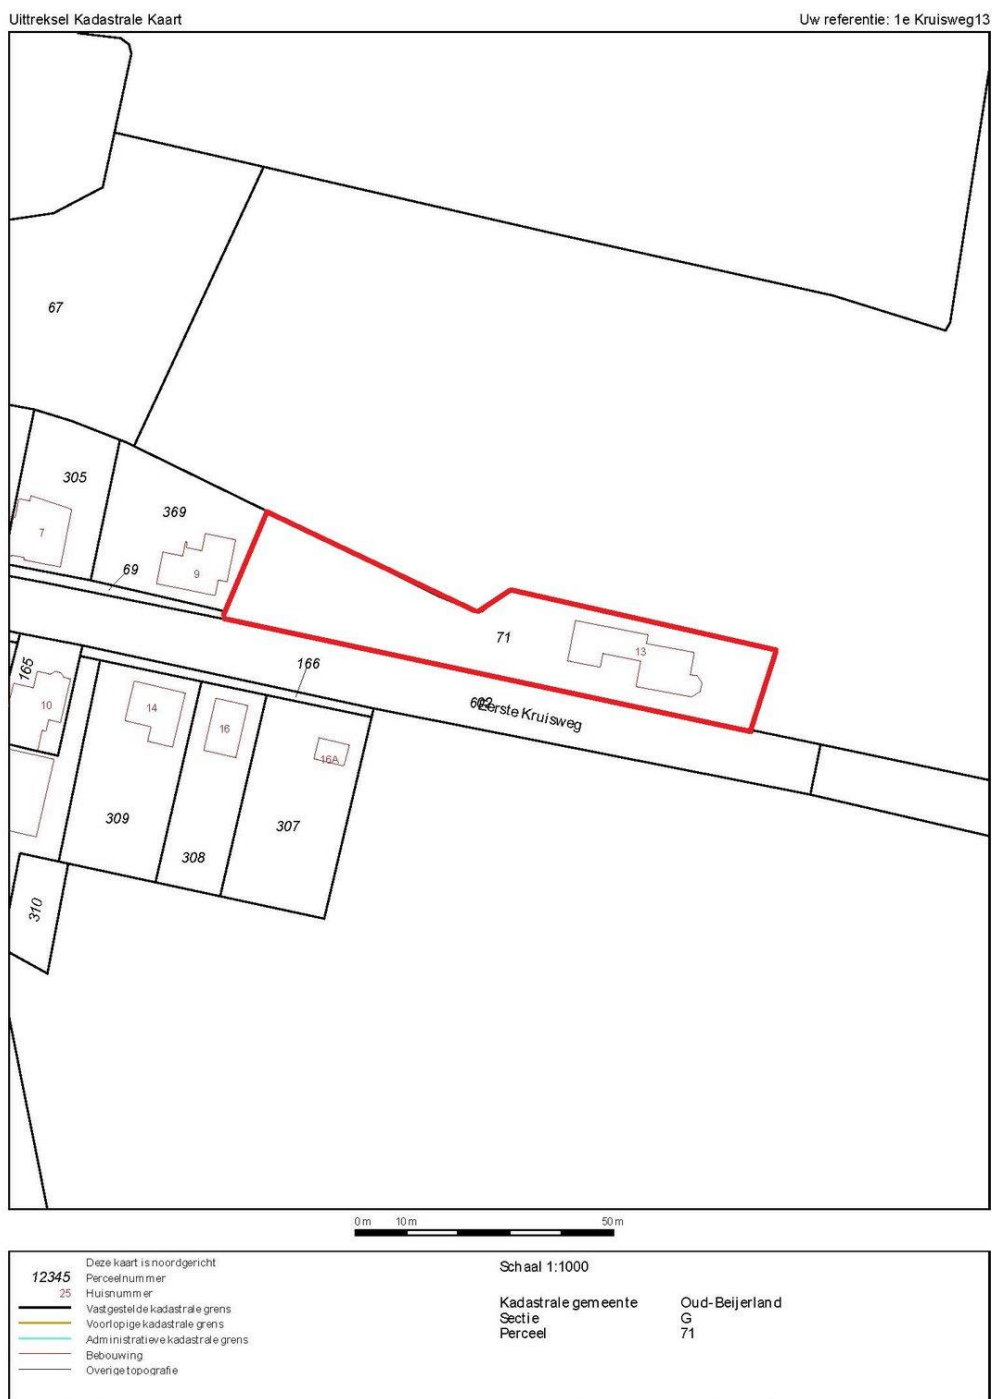 Uittreksel Kadastrale Kaart
Uw referentie: 1e Kruisweg13
67
305
7
369
9
69
71
13
166
165
10
14
16
16A
Eerste Kruisweg
309
308
307
310
0 m 10 m 50 m
Deze kaart is noordgericht
12345 Perceelnummer
25 Huisnummer
Vastgestelde kadastrale grens
Voorlopige kadastrale grens
Administratieve kadastrale grens
Bebouwing
Overige topografie
Schaal 1:1000
Kadastrale gemeente Oud-Beijerland
Sectie G
Perceel 71